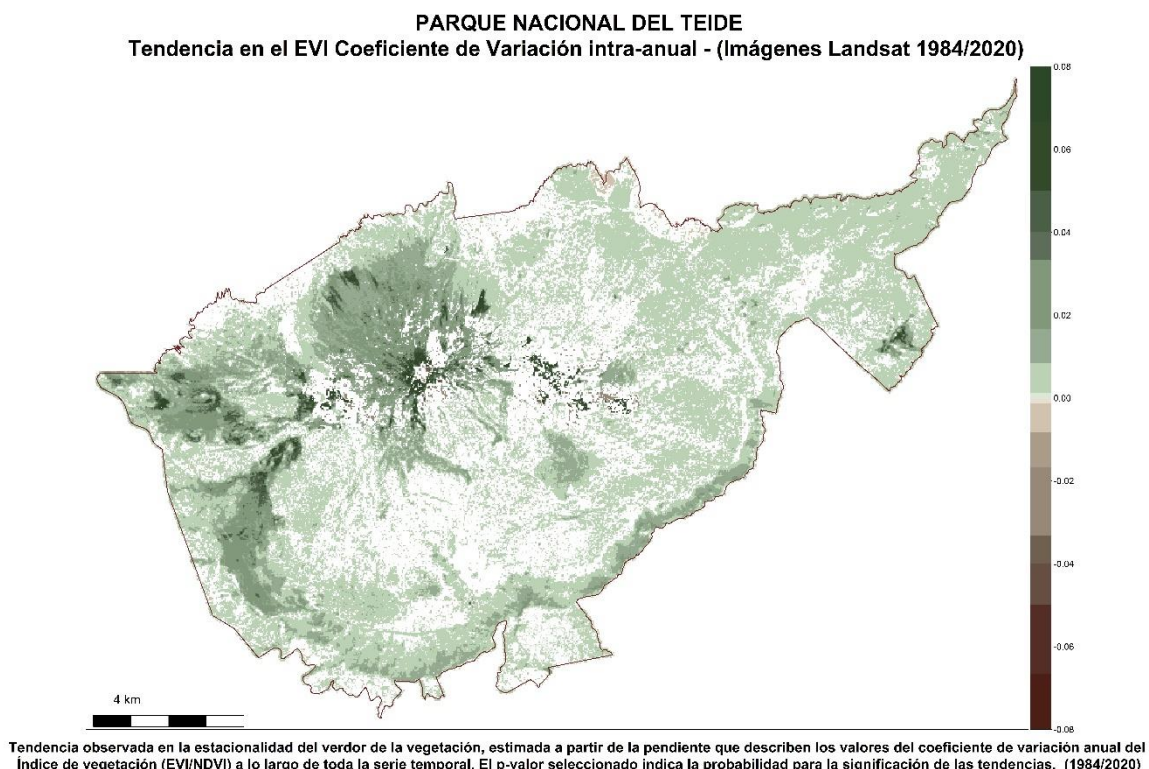 PARQUE NACIONAL DEL TEIDE
Tendencia en el EVI Coeficiente de Variación intra-anual - (Imágenes Landsat 1984/2020)
0.08
0.06
0.04
0.02
0.00
-0.02
-0.04
-0.06
-0.08
4 km
Tendencia observada en la estacionalidad del verdor de la vegetación, estimada a partir de la pendiente que describen los valores del coeficiente de variación anual del
Índice de vegetación (EVI/NDVI) a lo largo de toda la serie temporal. El p-valor seleccionado indica la probabilidad para la significación de las tendencias. (1984/2020)